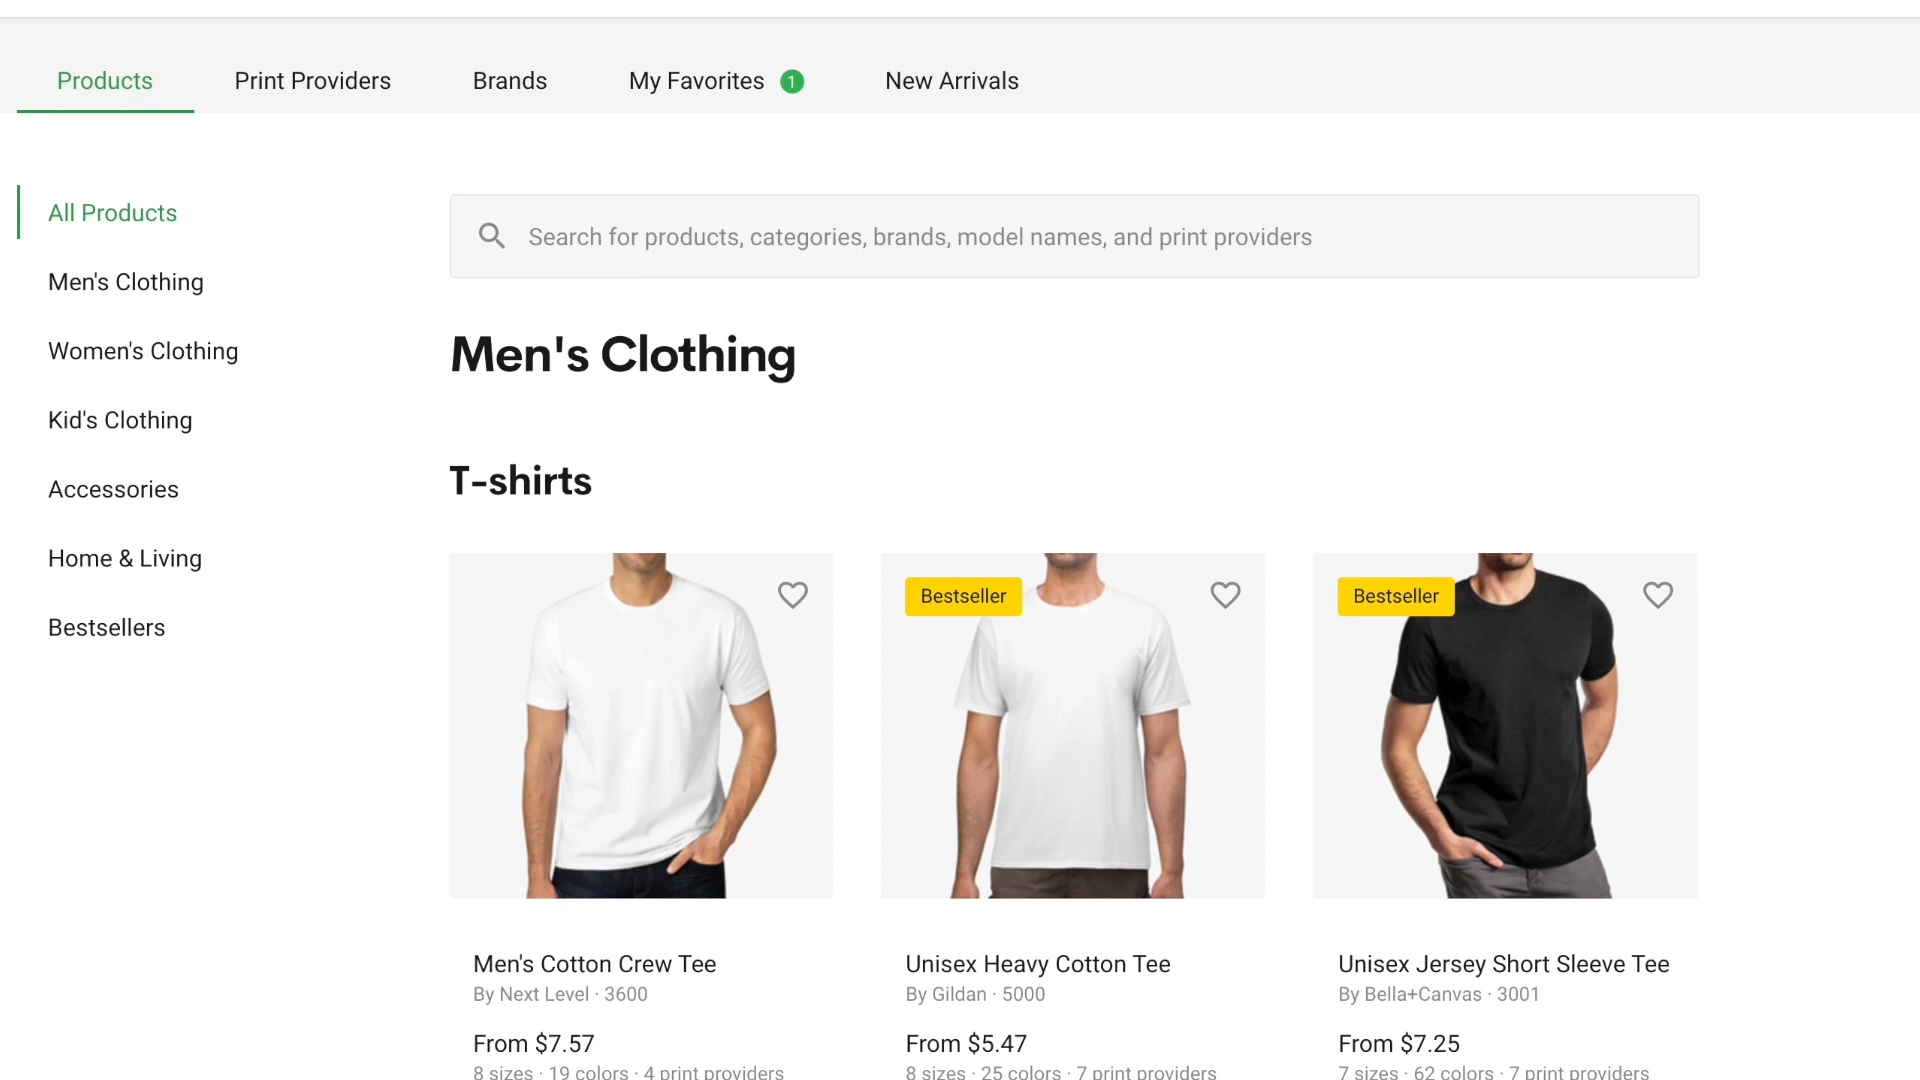 Products Print Providers Brands My Favorites 1 New Arrivals
All Products
Men's Clothing
Women's Clothing
Kid's Clothing
Accessories
Home & Living
Bestsellers
Search for products, categories, brands, model names, and print providers
Men's Clothing
T-shirts
Bestseller
Bestseller
Men's Cotton Crew Tee
By Next Level · 3600
From $7.57
8 sizes · 19 colors · 4 print providers
Unisex Heavy Cotton Tee
By Gildan · 5000
From $5.47
8 sizes · 25 colors · 7 print providers
Unisex Jersey Short Sleeve Tee
By Bella+Canvas · 3001
From $7.25
7 sizes · 62 colors · 7 print providers